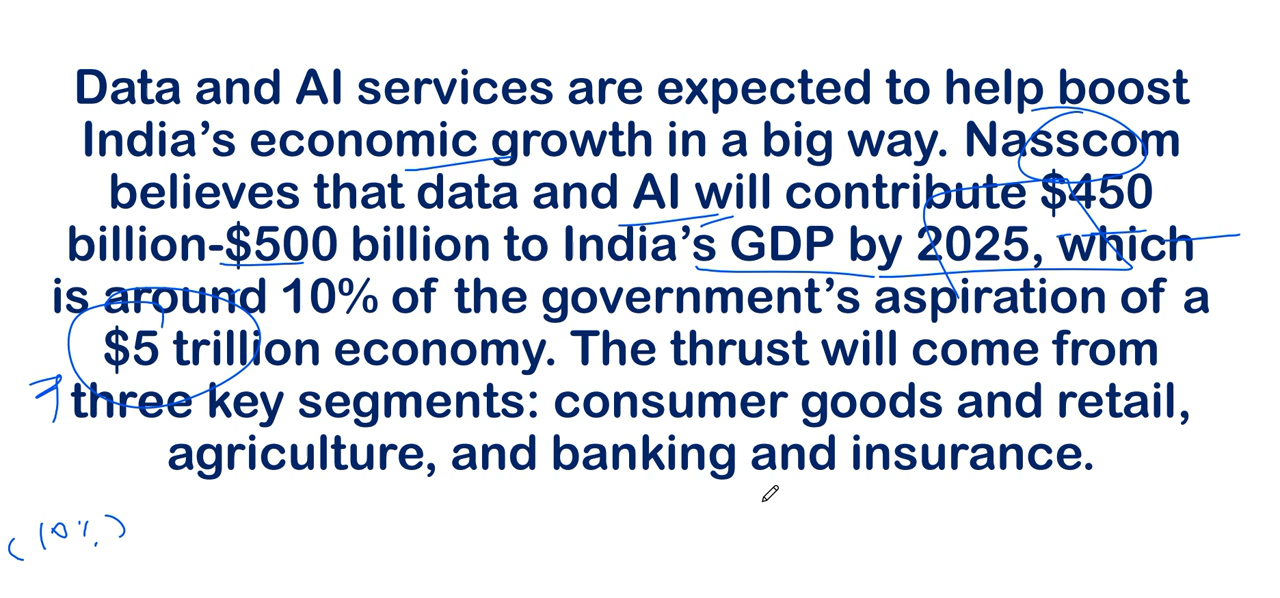 Data and AI services are expected to help boost
India’s economic growth in a big way. Nasscom
believes that data and AI will contribute $450
billion-$500 billion to India’s GDP by 2025, which
is around 10% of the government’s aspiration of a
$5 trillion economy. The thrust will come from
three key segments: consumer goods and retail,
agriculture, and banking and insurance.
(10%)